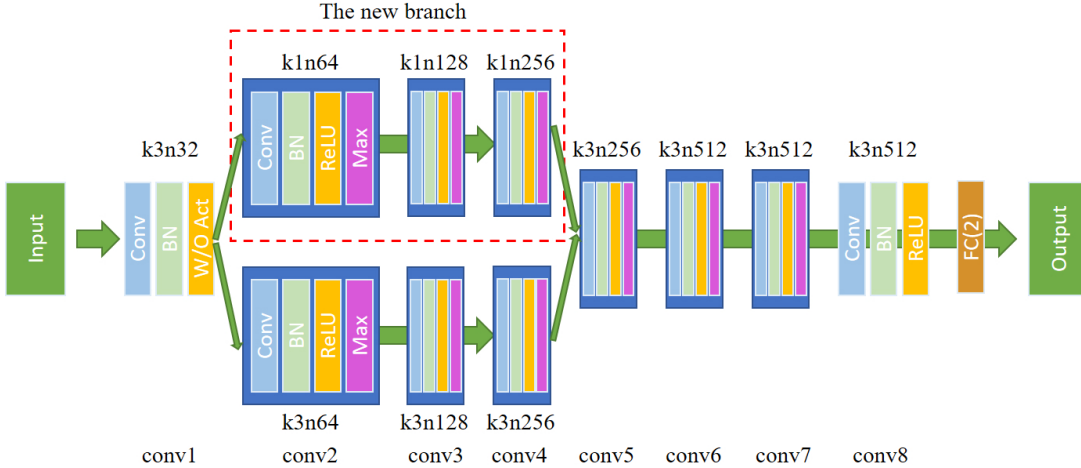 The new branch
k1n64 k1n128 k1n256
Conv BN ReLU Max
k3n32
k3n256 k3n512 k3n512 k3n512
Input
Conv BN W/O Act
Conv BN ReLU
FC(2)
Output
Conv BN ReLU Max
k3n64 k3n128 k3n256
conv1 conv2 conv3 conv4 conv5 conv6 conv7 conv8